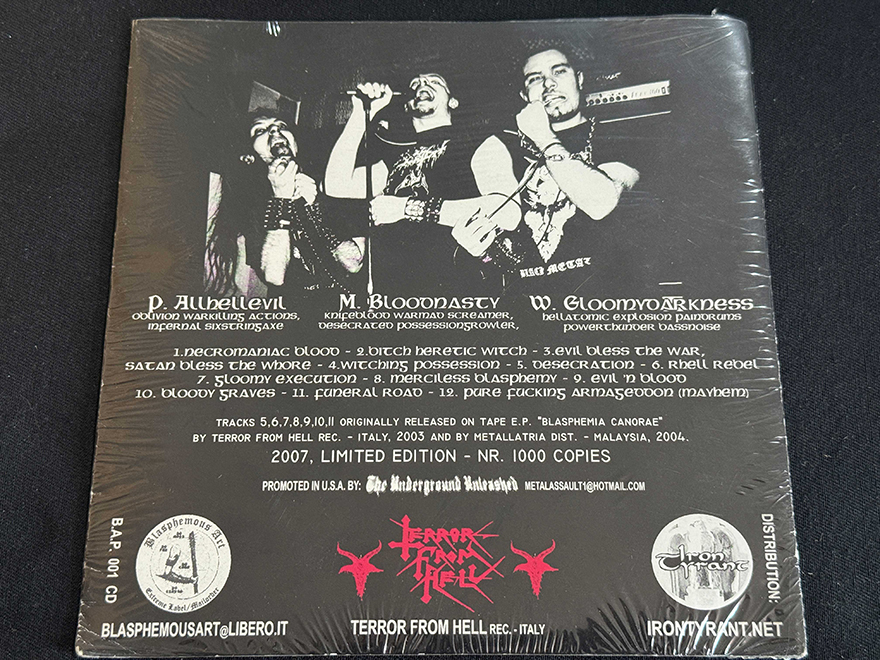 BLACK METAL
P. Allhellevil M. Bloodnasty W. Gloomydarkness
oblivion warkilling actions, knifeblood warmad screamer, hellatomic explosion paindrums
infernal sixstringaxe desecrated possessiongrowler, powerthunder bassnoise
1.necromaniac blood - 2.bitch heretic witch - 3.evil bless the war,
satan bless the whore - 4.witching possession - 5. desecration - 6. rhell rebel
7. gloomy execution - 8. merciless blasphemy - 9. evil 'n blood
10. bloody graves - 11. funeral road - 12. pure fucking armageddon (mayhem)
TRACKS 5,6,7,8,9,10,11 ORIGINALLY RELEASED ON TAPE E.P. "BLASPHEMIA CANORAE"
BY TERROR FROM HELL REC. - ITALY, 2003 AND BY METALLATRIA DIST. - MALAYSIA, 2004.
2007, LIMITED EDITION - NR. 1000 COPIES
PROMOTED IN U.S.A. BY: The Underground Unleashed METALASSAULT1@HOTMAIL.COM
B.A.P. 001 CD
Blasphemous Art
Extreme Label/Mailorder
TERROR
FROM
HELL
Iron
Tyrant
DISTRIBUTION:
BLASPHEMOUSART@LIBERO.IT TERROR FROM HELL REC. - ITALY IRONTYRANT.NET